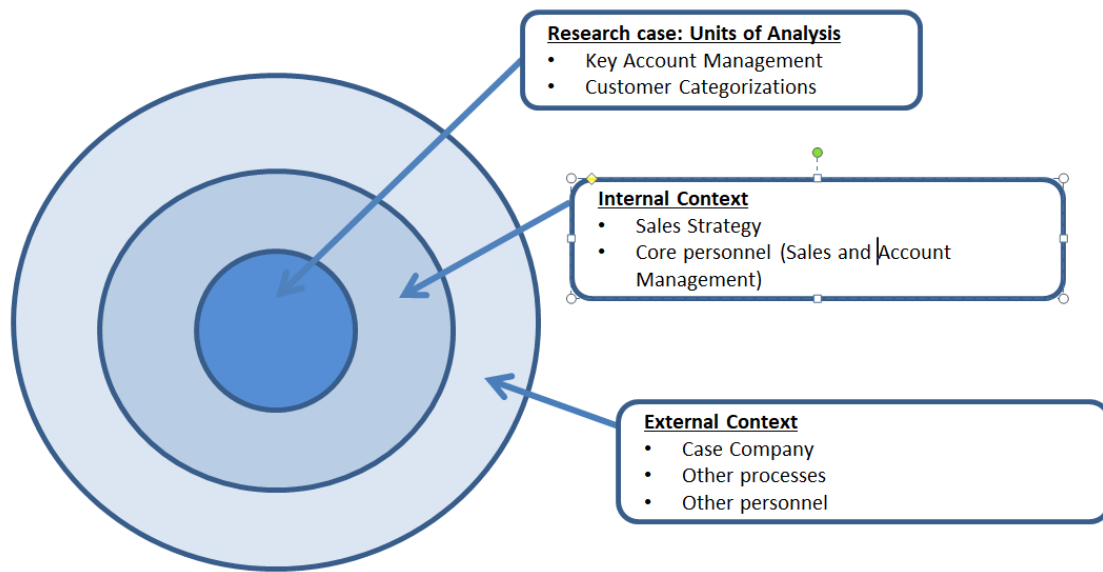 Research case: Units of Analysis
• Key Account Management
• Customer Categorizations
Internal Context
• Sales Strategy
• Core personnel (Sales and Account
Management)
External Context
• Case Company
• Other processes
• Other personnel